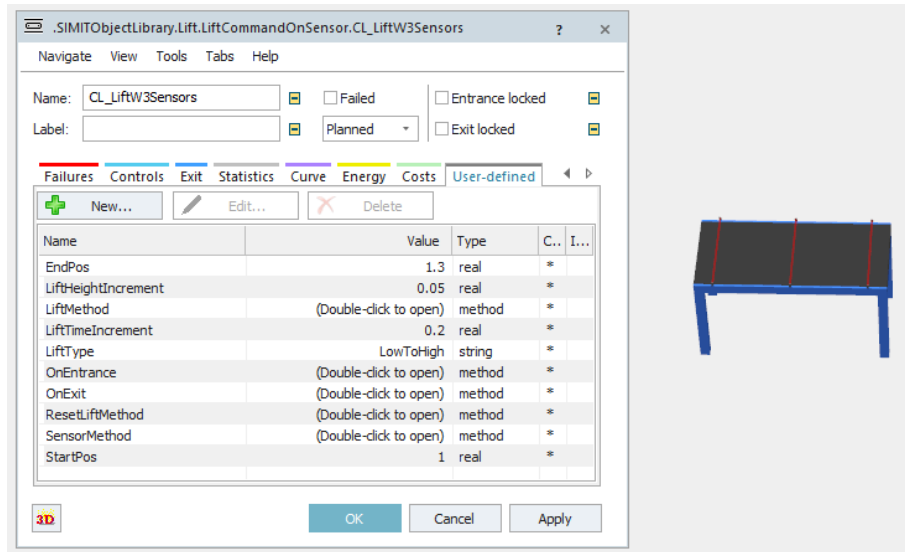 .SIMITObjectLibrary.Lift.LiftCommandOnSensor.CL_LiftW3Sensors ? ×
Navigate View Tools Tabs Help
Name: CL_LiftW3Sensors Failed Entrance locked
Label: Planned Exit locked
Failures Controls Exit Statistics Curve Energy Costs User-defined
New... Edit... Delete
Name Value Type C.. I...
EndPos 1.3 real *
LiftHeightIncrement 0.05 real *
LiftMethod (Double-click to open) method *
LiftTimeIncrement 0.2 real *
LiftType LowToHigh string *
OnEntrance (Double-click to open) method *
OnExit (Double-click to open) method *
ResetLiftMethod (Double-click to open) method *
SensorMethod (Double-click to open) method *
StartPos 1 real *
3D OK Cancel Apply